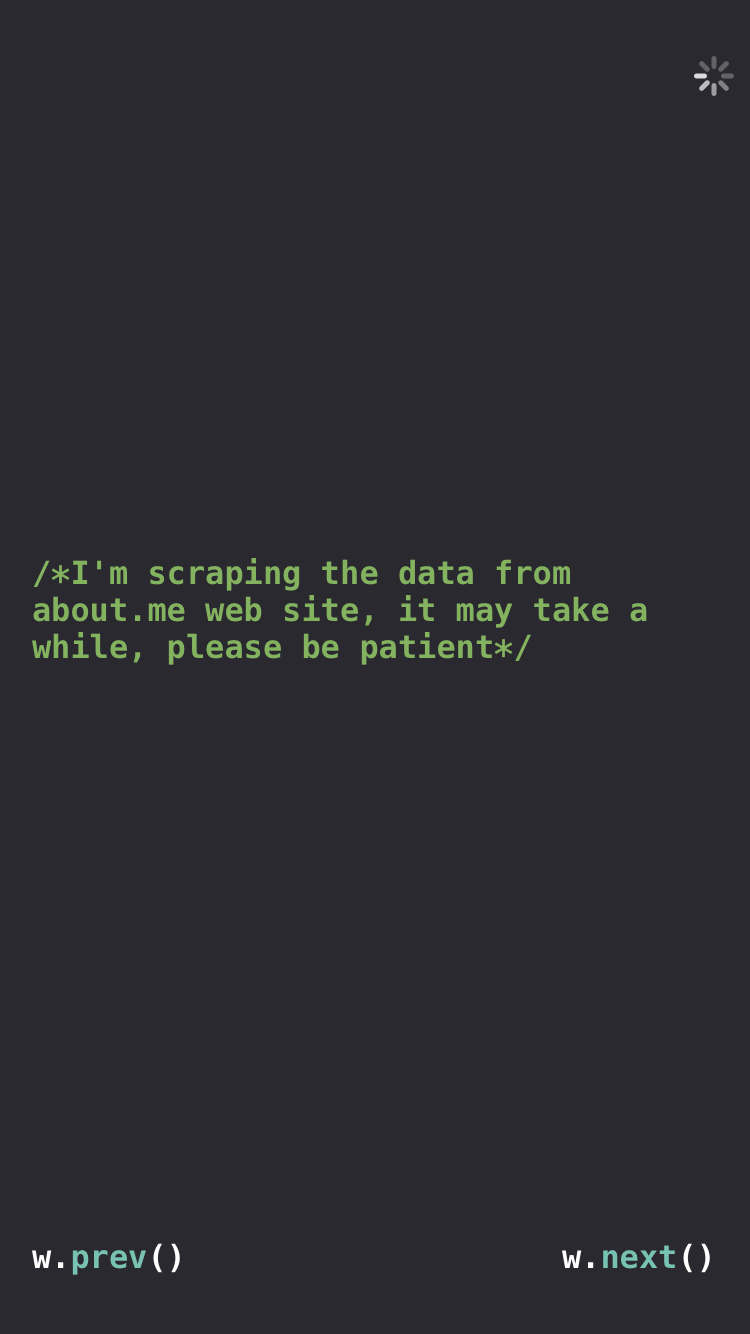 /*I'm scraping the data from
about.me web site, it may take a
while, please be patient*/
w.prev()
w.next()